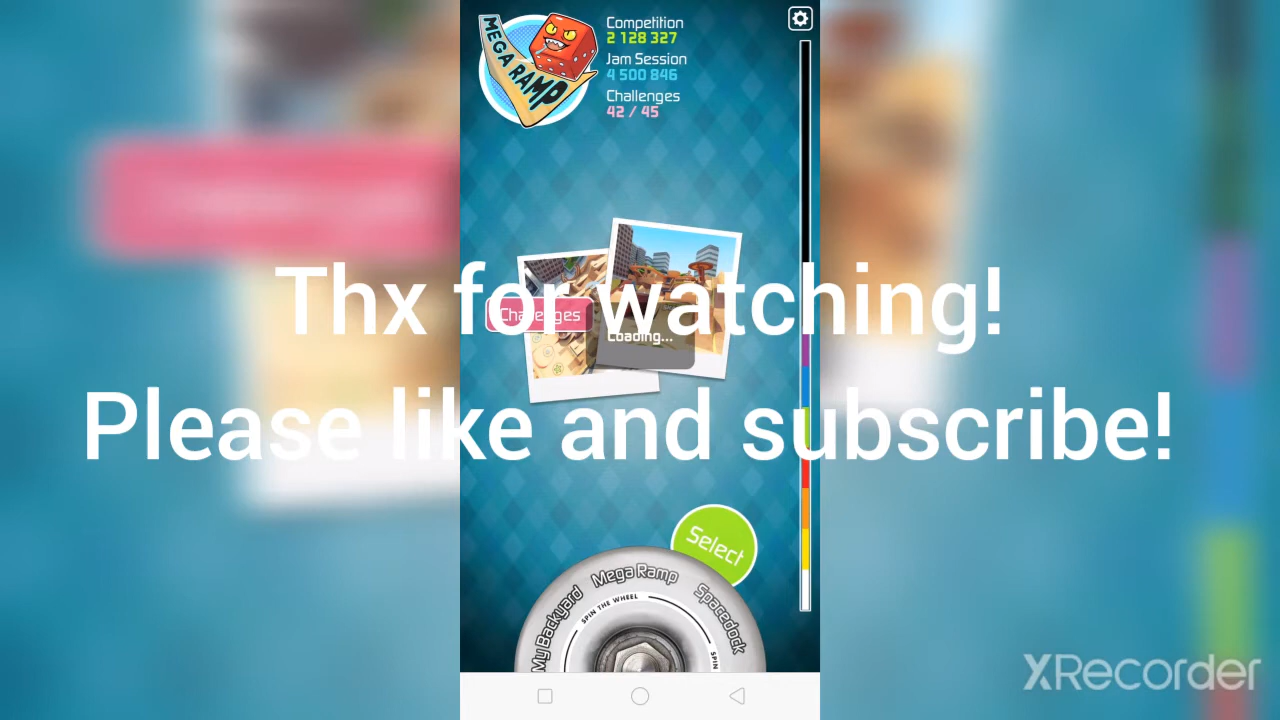 MEGA RAMP
Competition
2 128 327
Jam Session
4 500 846
Challenges
42 / 45
Thx for watching!
Challenges
Loading...
Please like and subscribe!
Select
My Backyard
Mega Ramp
Spacedock
SPIN THE WHEEL
SPIN
XRecorder